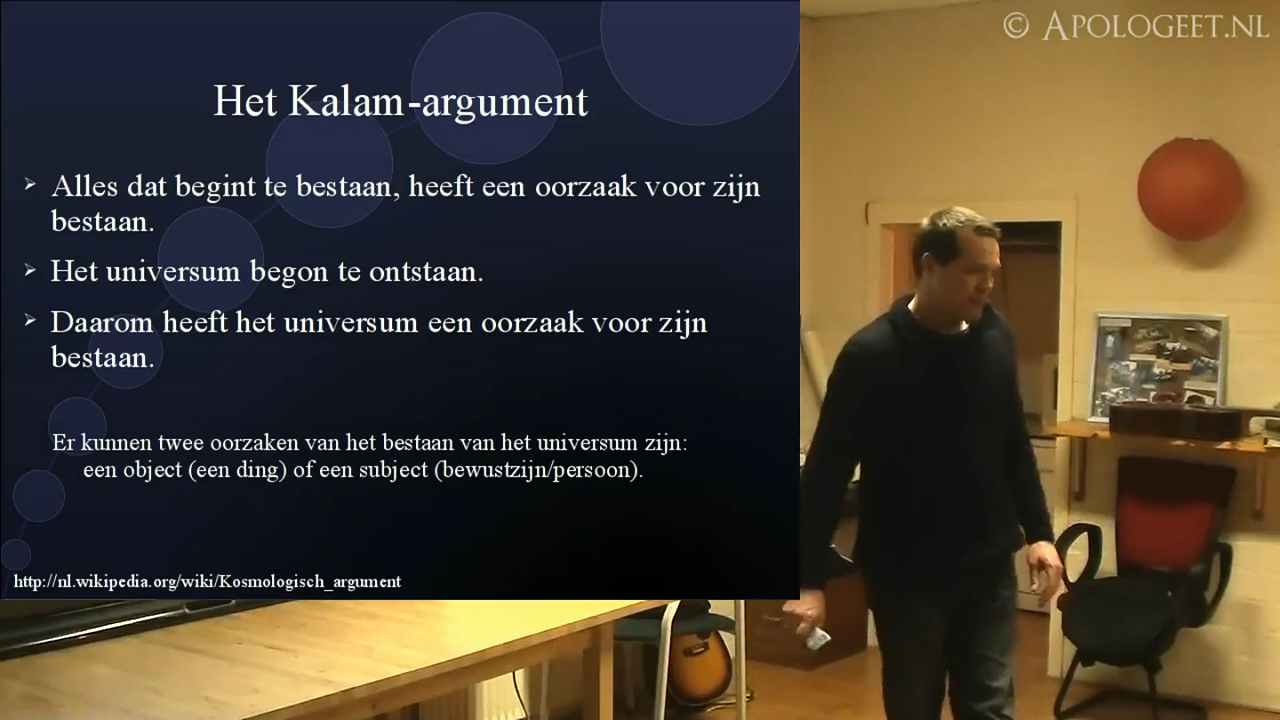 © APOLOGEET.NL
Het Kalam-argument
Alles dat begint te bestaan, heeft een oorzaak voor zijn
bestaan.
Het universum begon te ontstaan.
Daarom heeft het universum een oorzaak voor zijn
bestaan.
Er kunnen twee oorzaken van het bestaan van het universum zijn:
een object (een ding) of een subject (bewustzijn/persoon).
http://nl.wikipedia.org/wiki/Kosmologisch_argument